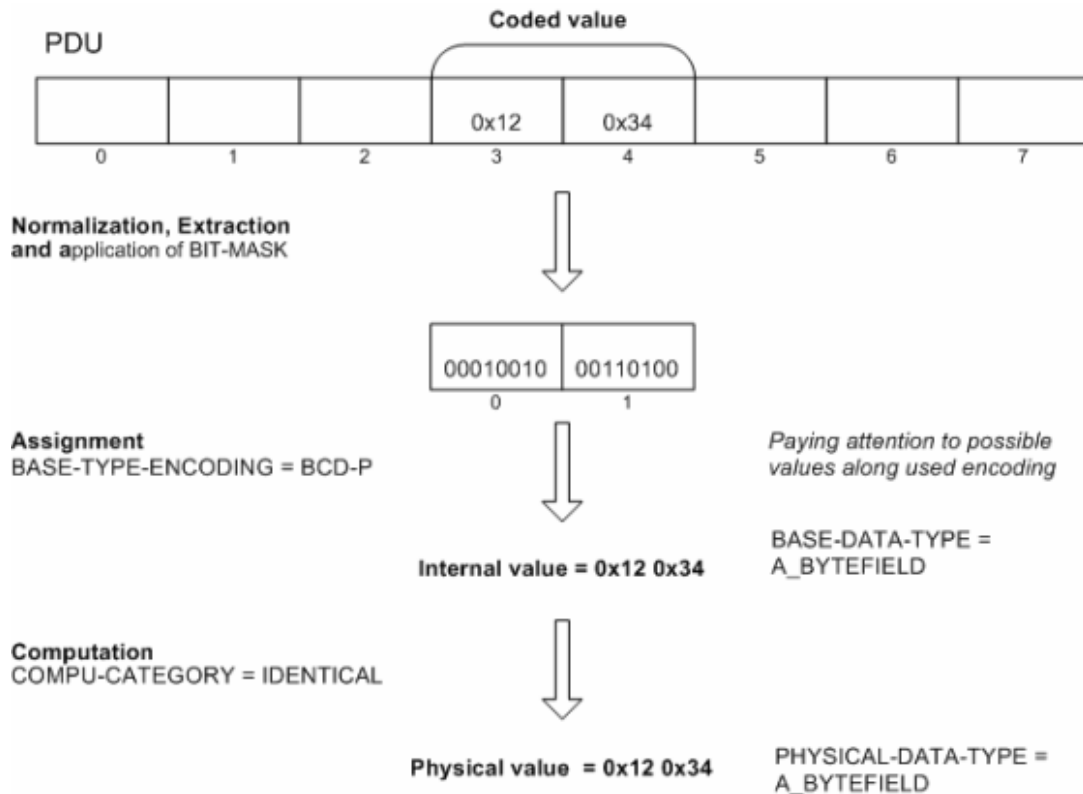 Coded value
PDU
0x12 0x34
0 1 2 3 4 5 6 7
Normalization, Extraction
and application of BIT-MASK
00010010 00110100
0 1
Assignment
BASE-TYPE-ENCODING = BCD-P
Paying attention to possible
values along used encoding
Internal value = 0x12 0x34
BASE-DATA-TYPE =
A_BYTEFIELD
Computation
COMPU-CATEGORY = IDENTICAL
Physical value = 0x12 0x34
PHYSICAL-DATA-TYPE =
A_BYTEFIELD